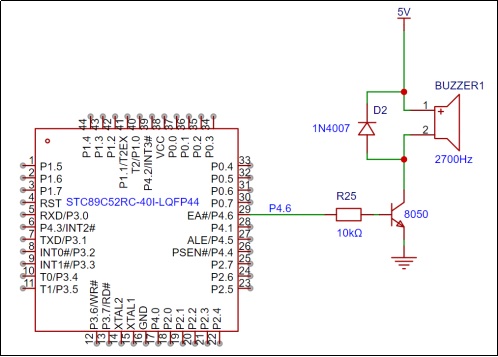 5V
BUZZER1
1
+
2
2700Hz
D2
1N4007
44 43 42 41 40 39 38 37 36 35 34
P1.4 P1.3 P1.2 P1.1/T2EX T2/P1.0 P4.2/INT3# VCC P0.0 P0.1 P0.2 P0.3
1 P1.5 P0.4 33
2 P1.6 P0.5 32
3 P1.7 P0.6 31
4 RST STC89C52RC-40I-LQFP44 P0.7 30
5 RXD/P3.0 EA#/P4.6 29 P4.6 R25 8050
6 P4.3/INT2# P4.1 28 10kΩ
7 TXD/P3.1 ALE/P4.5 27
8 INT0#/P3.2 PSEN#/P4.4 26
9 INT1#/P3.3 P2.7 25
10 T0/P3.4 P2.6 24
11 T1/P3.5 P2.5 23
P3.6/WR# P3.7/RD# XTAL2 XTAL1 GND P4.0 P2.0 P2.1 P2.2 P2.3 P2.4
12 13 14 15 16 17 18 19 20 21 22